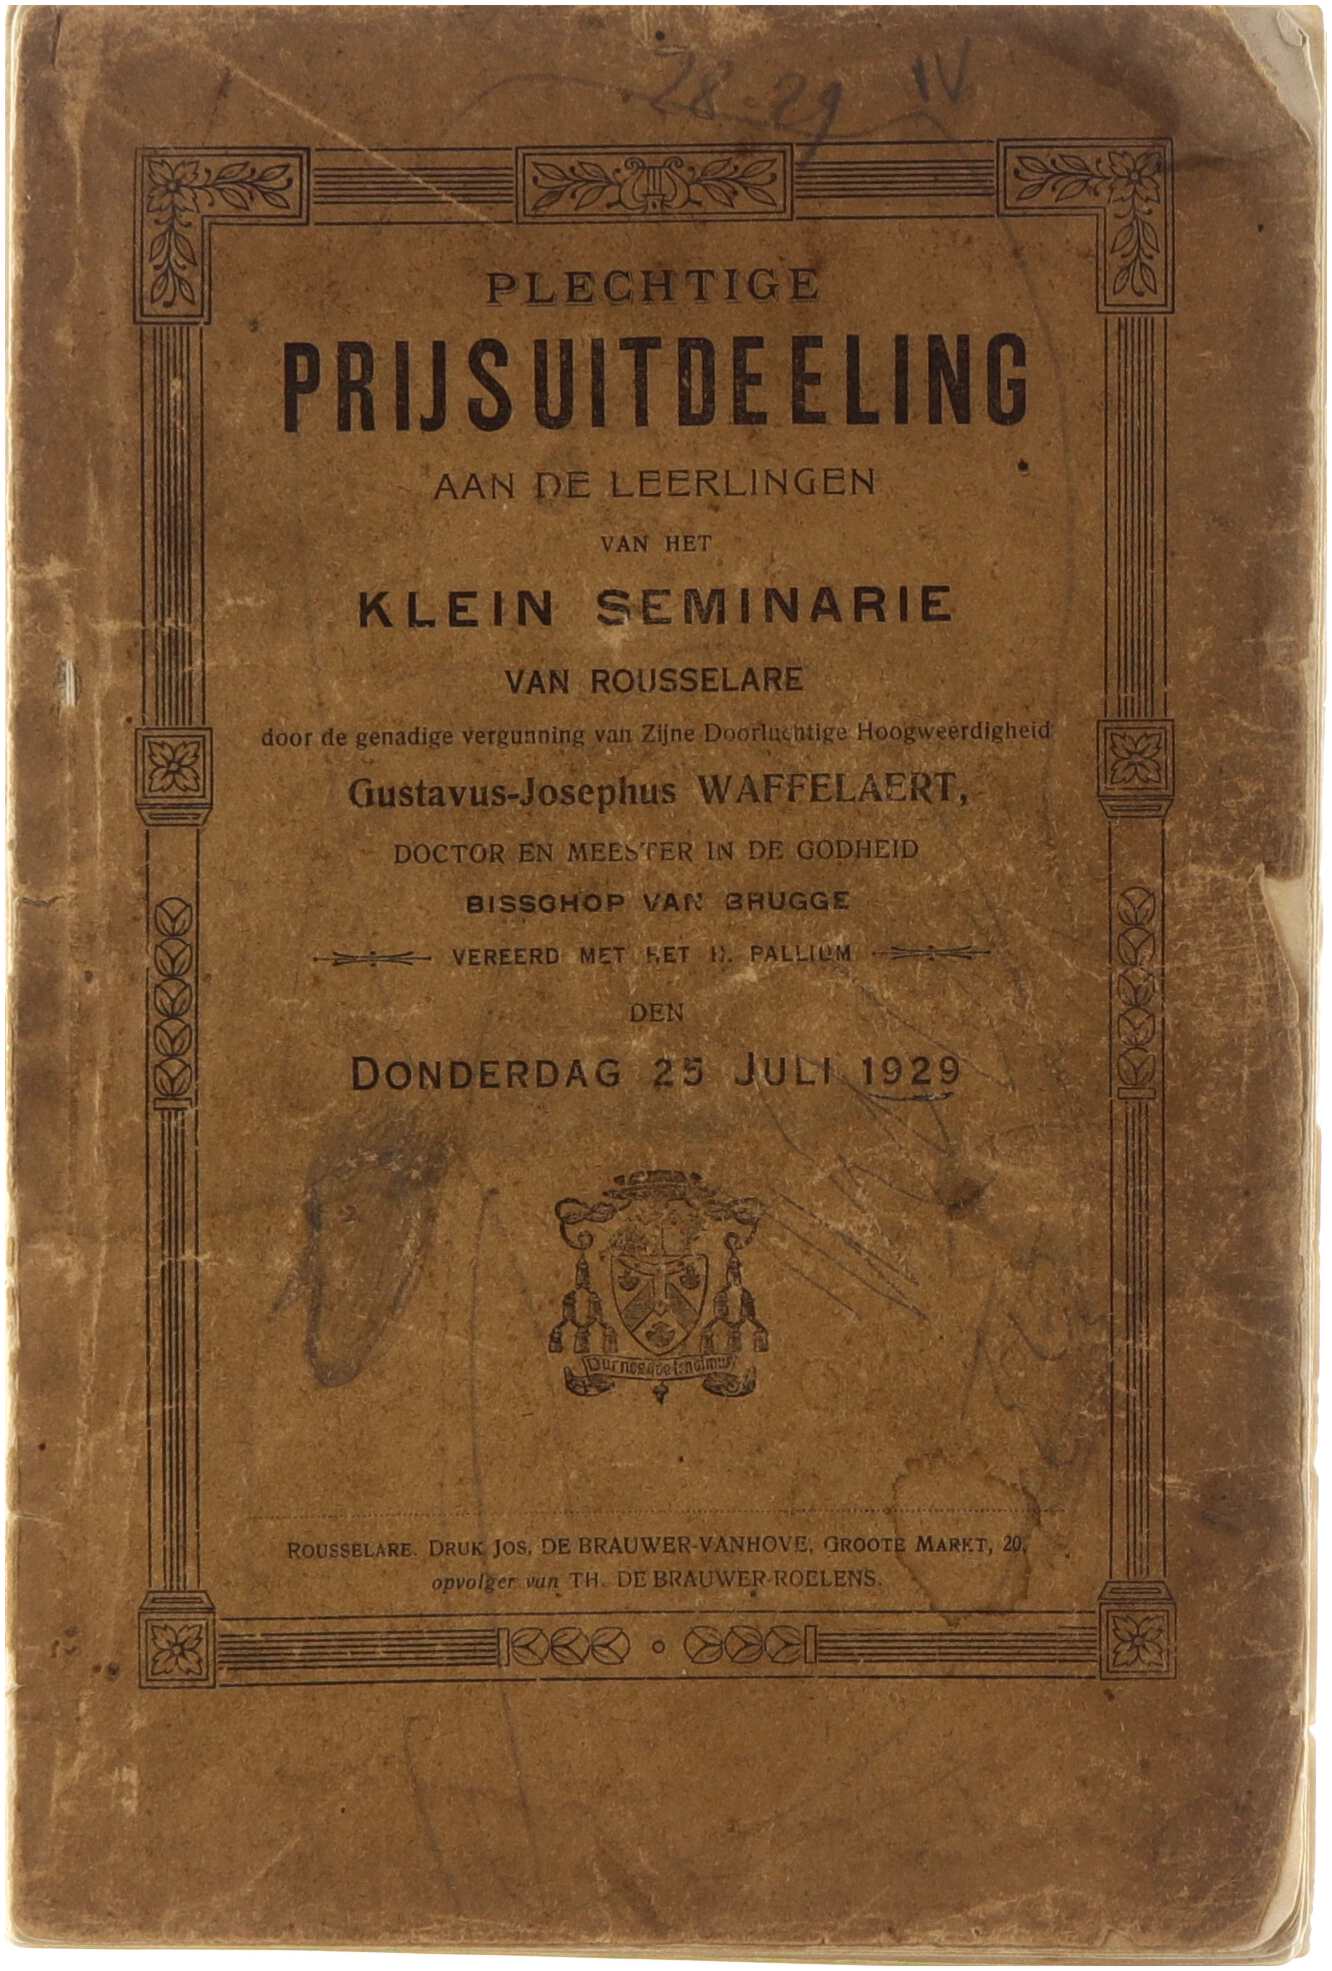 28-29 IV
PLECHTIGE
PRIJSUITDEELING
AAN DE LEERLINGEN
VAN HET
KLEIN SEMINARIE
VAN ROUSSELARE
door de genadige vergunning van Zijne Doorluchtige Hoogweerdigheid
Gustavus-Josephus WAFFELAERT,
DOCTOR EN MEESTER IN DE GODHEID
BISSCHOP VAN BRUGGE
VEREERD MET HET H. PALLIUM
DEN
DONDERDAG 25 JULI 1929
ROUSSELARE. DRUK JOS. DE BRAUWER-VANHOVE, GROOTE MARKT, 20,
opvolger van TH. DE BRAUWER-ROELENS.